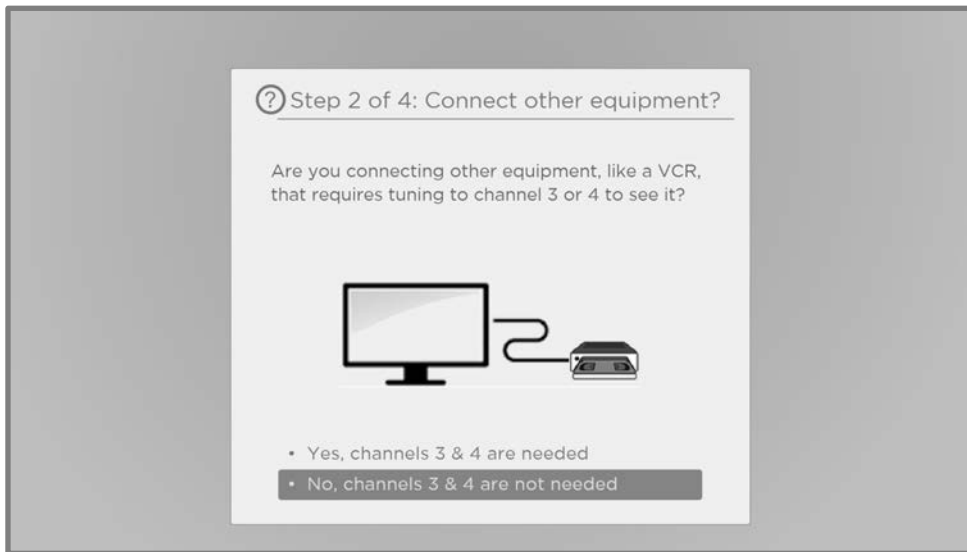 ? Step 2 of 4: Connect other equipment?
Are you connecting other equipment, like a VCR,
that requires tuning to channel 3 or 4 to see it?
• Yes, channels 3 & 4 are needed
• No, channels 3 & 4 are not needed